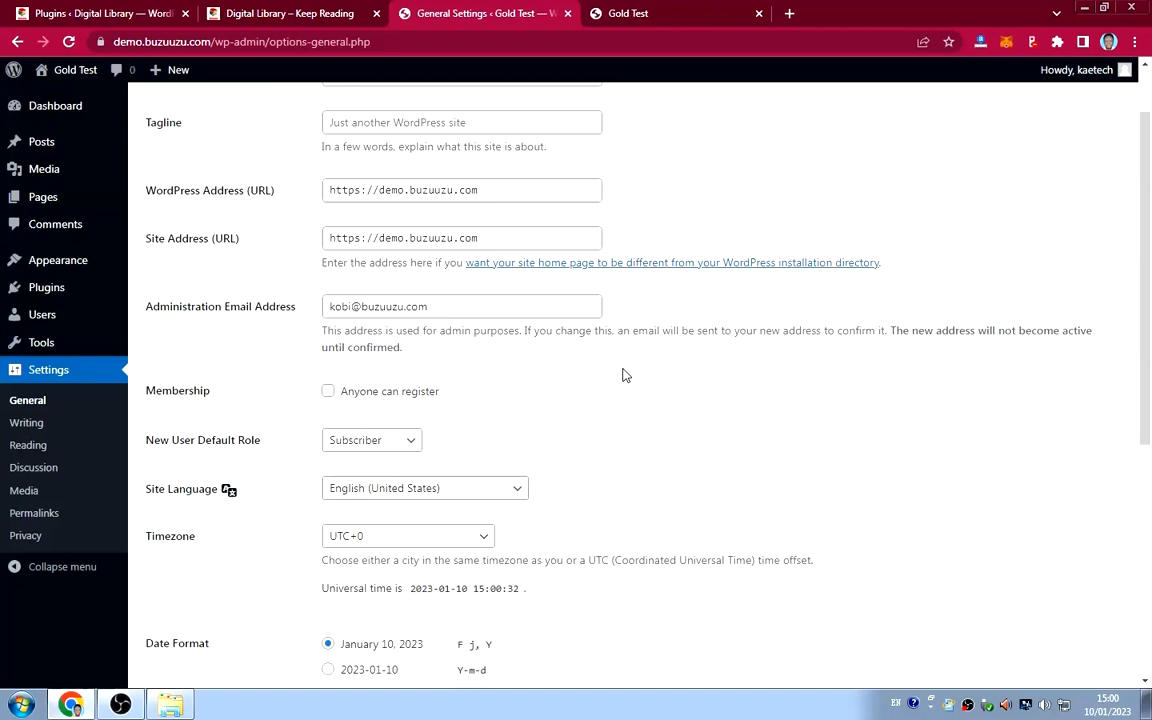 Plugins ‹ Digital Library — Word
Digital Library – Keep Reading
General Settings ‹ Gold Test — W
Gold Test
demo.buzuuzu.com/wp-admin/options-general.php
Gold Test
0
New
Howdy, kaetech
Dashboard
Posts
Media
Pages
Comments
Appearance
Plugins
Users
Tools
Settings
General
Writing
Reading
Discussion
Media
Permalinks
Privacy
Collapse menu
Tagline
Just another WordPress site
In a few words, explain what this site is about.
WordPress Address (URL)
https://demo.buzuuzu.com
Site Address (URL)
https://demo.buzuuzu.com
Enter the address here if you want your site home page to be different from your WordPress installation directory.
Administration Email Address
kobi@buzuuzu.com
This address is used for admin purposes. If you change this, an email will be sent to your new address to confirm it. The new address will not become active
until confirmed.
Membership
Anyone can register
New User Default Role
Subscriber
Site Language
English (United States)
Timezone
UTC+0
Choose either a city in the same timezone as you or a UTC (Coordinated Universal Time) time offset.
Universal time is 2023-01-10 15:00:32 .
Date Format
January 10, 2023 F j, Y
2023-01-10 Y-m-d
EN
15:00
10/01/2023